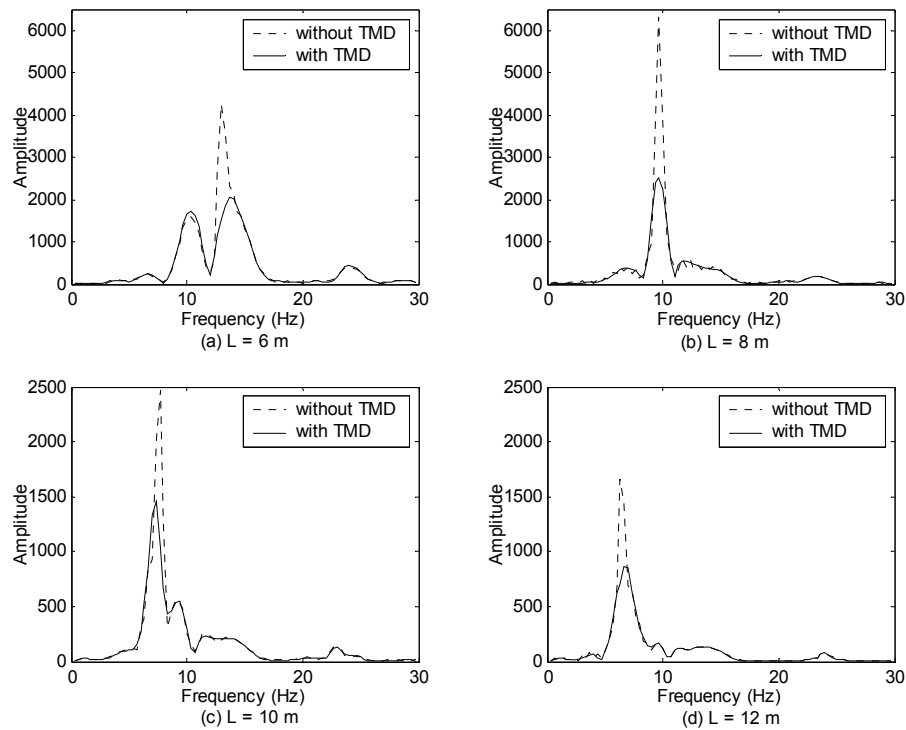 6000
5000
4000
3000
2000
1000
0
Amplitude
without TMD
with TMD
0 10 20 30
Frequency (Hz)
(a) L = 6 m
6000
5000
4000
3000
2000
1000
0
Amplitude
without TMD
with TMD
0 10 20 30
Frequency (Hz)
(b) L = 8 m
2500
2000
1500
1000
500
0
Amplitude
without TMD
with TMD
0 10 20 30
Frequency (Hz)
(c) L = 10 m
2500
2000
1500
1000
500
0
Amplitude
without TMD
with TMD
0 10 20 30
Frequency (Hz)
(d) L = 12 m